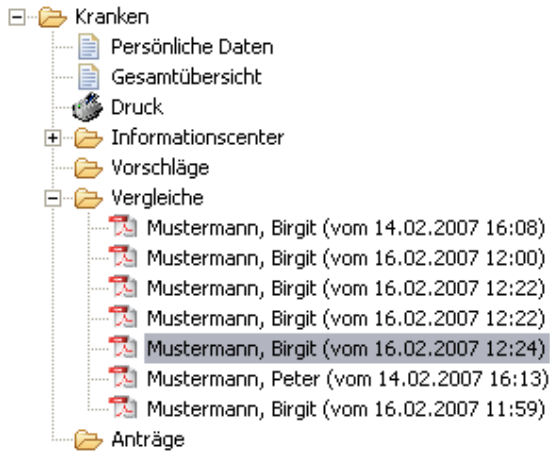 Kranken
Persönliche Daten
Gesamtübersicht
Druck
Informationscenter
Vorschläge
Vergleiche
Mustermann, Birgit (vom 14.02.2007 16:08)
Mustermann, Birgit (vom 16.02.2007 12:00)
Mustermann, Birgit (vom 16.02.2007 12:22)
Mustermann, Birgit (vom 16.02.2007 12:22)
Mustermann, Birgit (vom 16.02.2007 12:24)
Mustermann, Peter (vom 14.02.2007 16:13)
Mustermann, Birgit (vom 16.02.2007 11:59)
Anträge